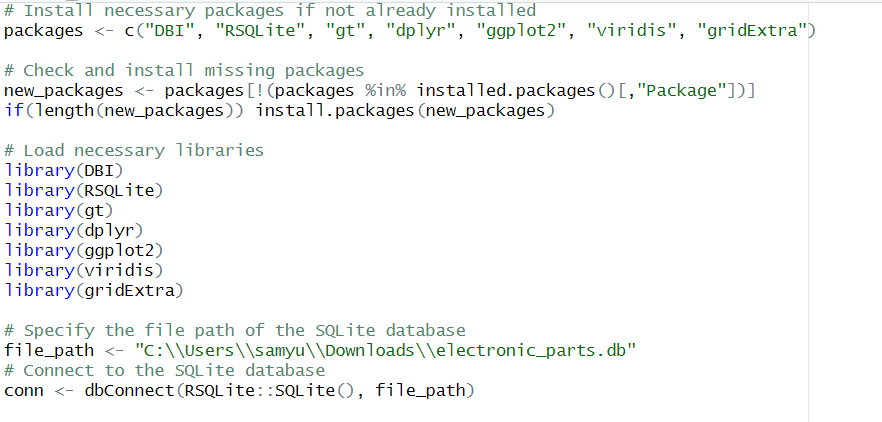 # Install necessary packages if not already installed
packages <- c("DBI", "RSQLite", "gt", "dplyr", "ggplot2", "viridis", "gridExtra")
# Check and install missing packages
new_packages <- packages[!(packages %in% installed.packages()[,"Package"])]
if(length(new_packages)) install.packages(new_packages)
# Load necessary libraries
library(DBI)
library(RSQLite)
library(gt)
library(dplyr)
library(ggplot2)
library(viridis)
library(gridExtra)
# Specify the file path of the SQLite database
file_path <- "C:\\Users\\samyu\\Downloads\\electronic_parts.db"
# Connect to the SQLite database
conn <- dbConnect(RSQLite::SQLite(), file_path)